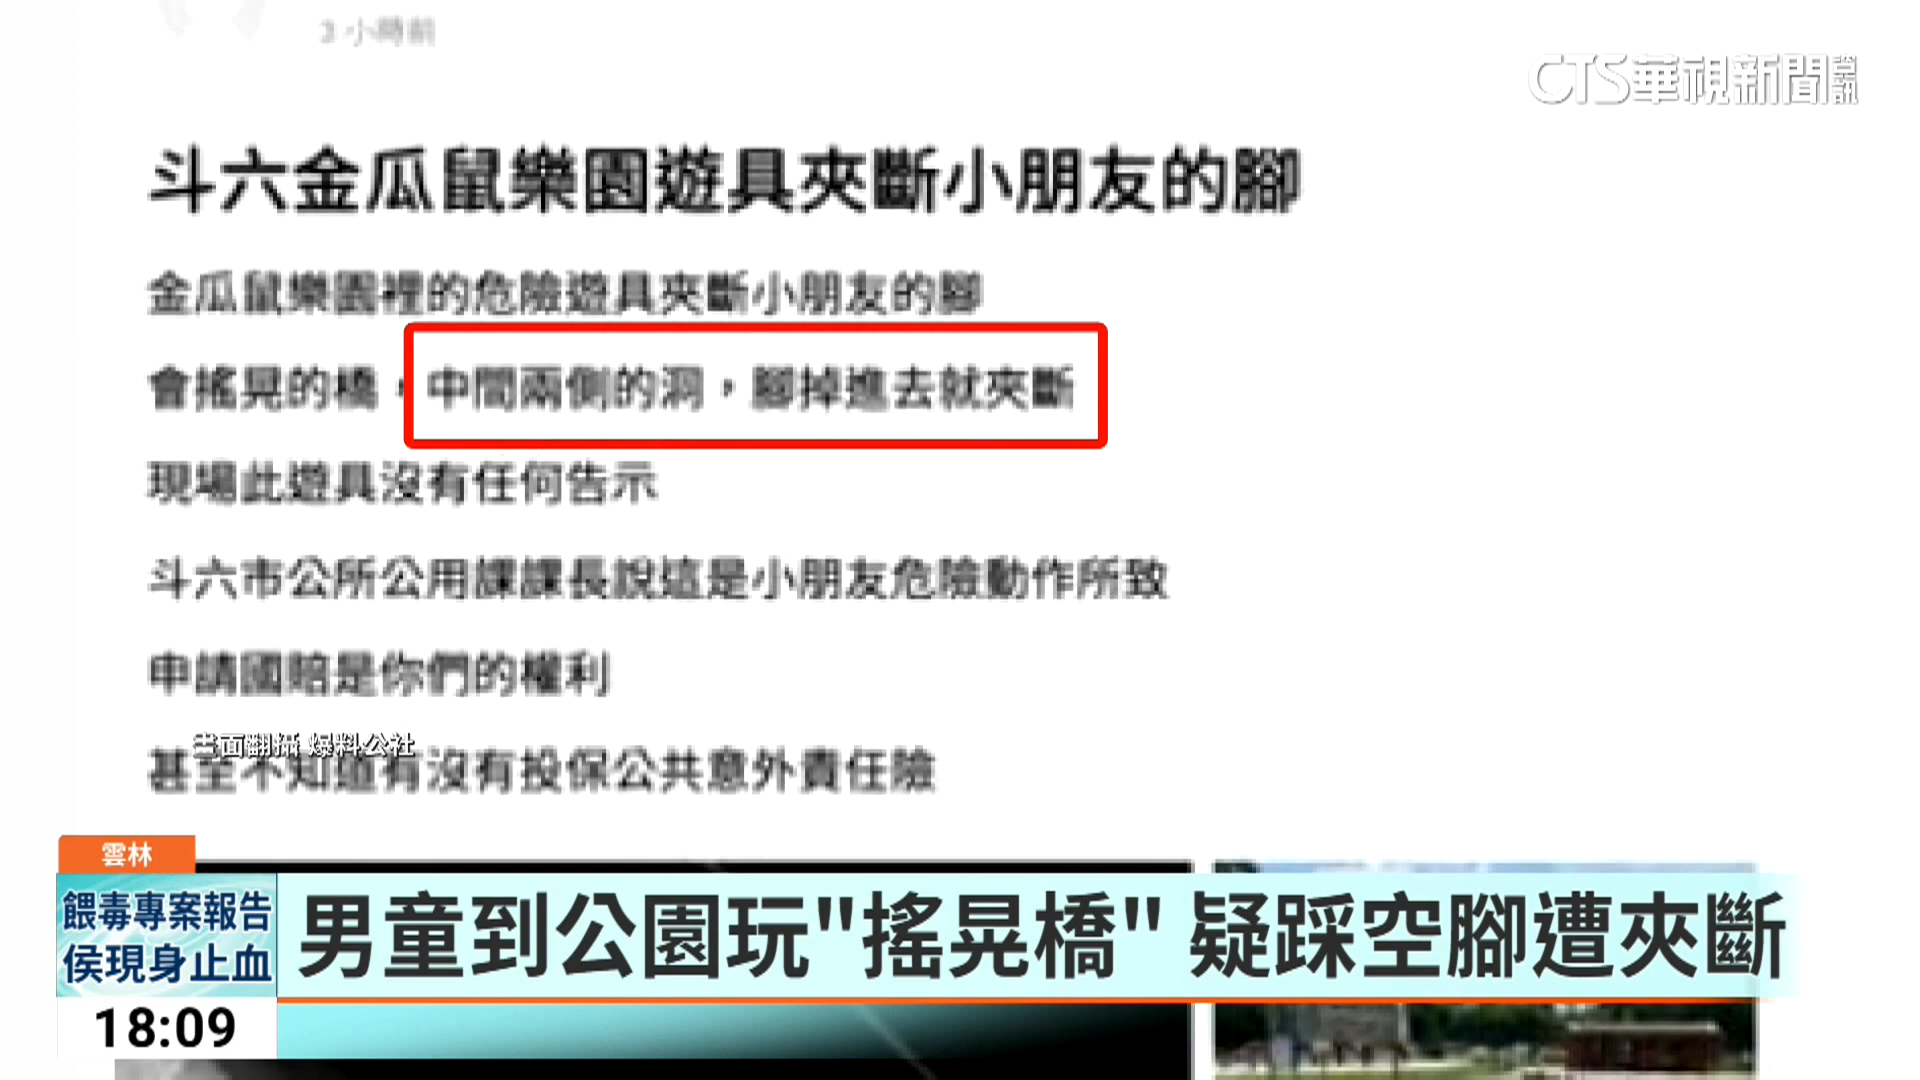 2 小時前
CTS華視新聞資訊
斗六金瓜鼠樂園遊具夾斷小朋友的腳
金瓜鼠樂園裡的危險遊具夾斷小朋友的腳
會搖晃的橋，中間兩側的洞，腳掉進去就夾斷
現場此遊具沒有任何告示
斗六市公所公用課課長說這是小朋友危險動作所致
申請國賠是你們的權利
畫面翻攝 爆料公社
甚至不知道有沒有投保公共意外責任險
雲林
餵毒專案報告
侯現身止血
男童到公園玩"搖晃橋" 疑踩空腳遭夾斷
18:09